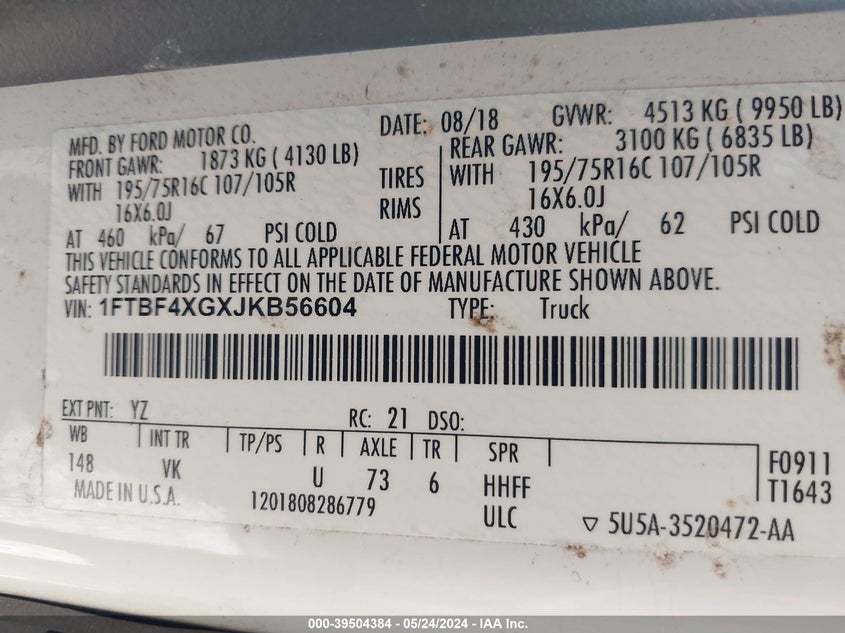 MFD. BY FORD MOTOR CO. DATE: 08/18 GVWR: 4513 KG ( 9950 LB)
FRONT GAWR: 1873 KG ( 4130 LB) REAR GAWR: 3100 KG ( 6835 LB)
WITH 195/75R16C 107/105R TIRES WITH 195/75R16C 107/105R
16X6.0J RIMS 16X6.0J
AT 460 kPa/ 67 PSI COLD AT 430 kPa/ 62 PSI COLD
THIS VEHICLE CONFORMS TO ALL APPLICABLE FEDERAL MOTOR VEHICLE
SAFETY STANDARDS IN EFFECT ON THE DATE OF MANUFACTURE SHOWN ABOVE.
VIN: 1FTBF4XGXJKB56604 TYPE: Truck
EXT PNT: YZ RC: 21 DSO:
WB INT TR TP/PS R AXLE TR SPR F0911
148 VK U 73 6 HHFF T1643
MADE IN U.S.A. 1201808286779 ULC ▽ 5U5A-3520472-AA
000-39504384 - 05/24/2024 - IAA Inc.